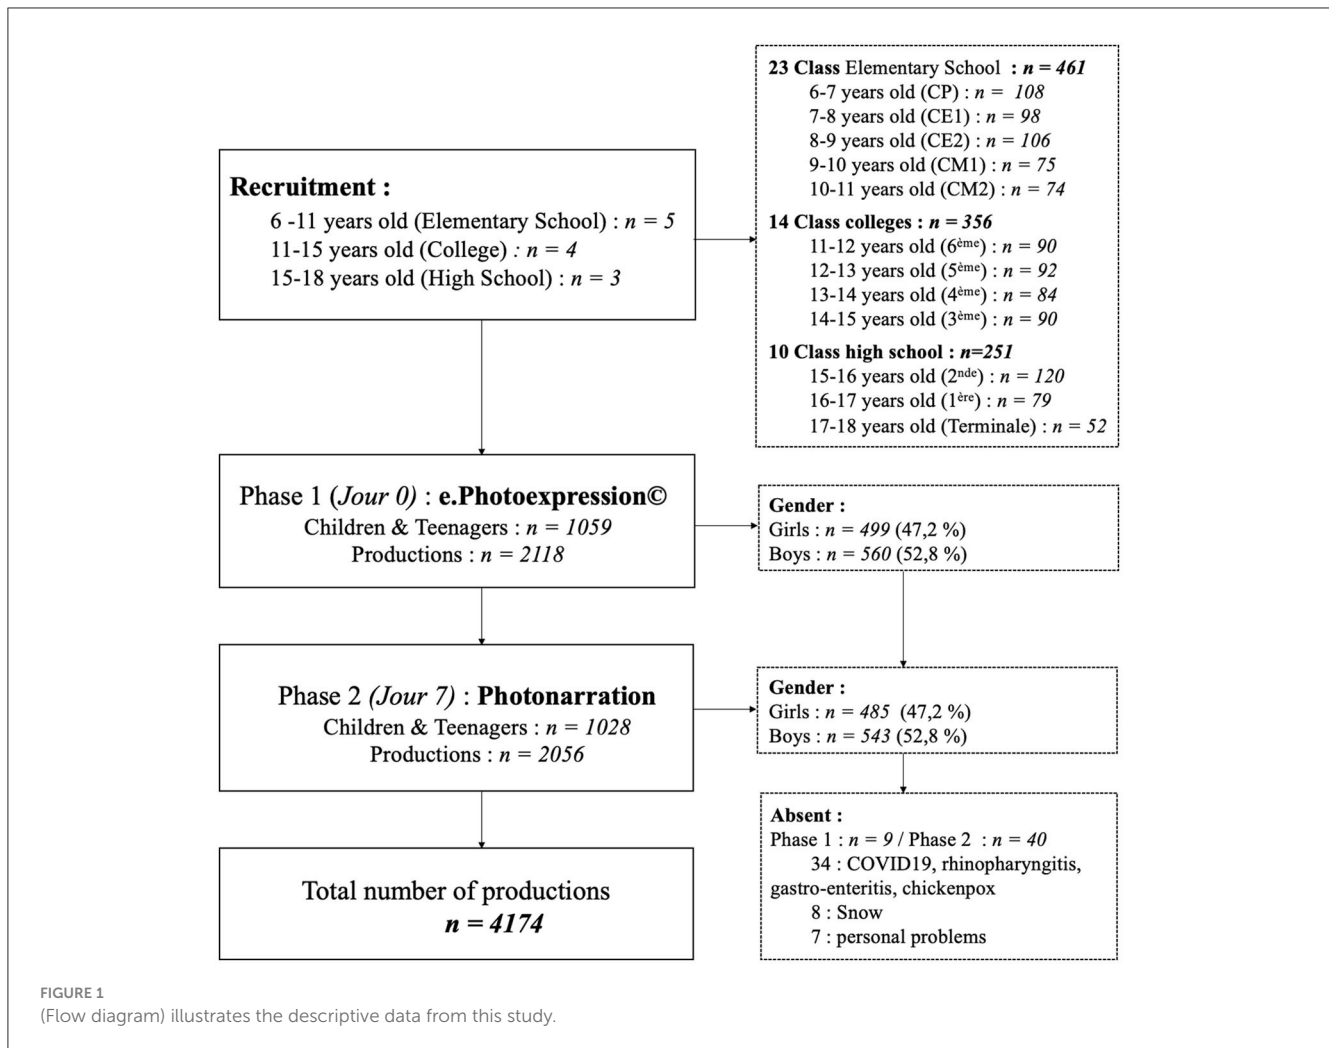 Recruitment :
6 -11 years old (Elementary School) : n = 5
11-15 years old (College) : n = 4
15-18 years old (High School) : n = 3
23 Class Elementary School : n = 461
6-7 years old (CP) : n = 108
7-8 years old (CE1) : n = 98
8-9 years old (CE2) : n = 106
9-10 years old (CM1) : n = 75
10-11 years old (CM2) : n = 74
14 Class colleges : n = 356
11-12 years old (6ème) : n = 90
12-13 years old (5ème) : n = 92
13-14 years old (4ème) : n = 84
14-15 years old (3ème) : n = 90
10 Class high school : n=251
15-16 years old (2nde) : n = 120
16-17 years old (1ère) : n = 79
17-18 years old (Terminale) : n = 52
Phase 1 (Jour 0) : e.Photoexpression©
Children & Teenagers : n = 1059
Productions : n = 2118
Gender :
Girls : n = 499 (47,2 %)
Boys : n = 560 (52,8 %)
Phase 2 (Jour 7) : Photonarration
Children & Teenagers : n = 1028
Productions : n = 2056
Gender :
Girls : n = 485 (47,2 %)
Boys : n = 543 (52,8 %)
Absent :
Phase 1 : n = 9 / Phase 2 : n = 40
34 : COVID19, rhinopharyngitis,
gastro-enteritis, chickenpox
8 : Snow
7 : personal problems
Total number of productions
n = 4174
FIGURE 1
(Flow diagram) illustrates the descriptive data from this study.